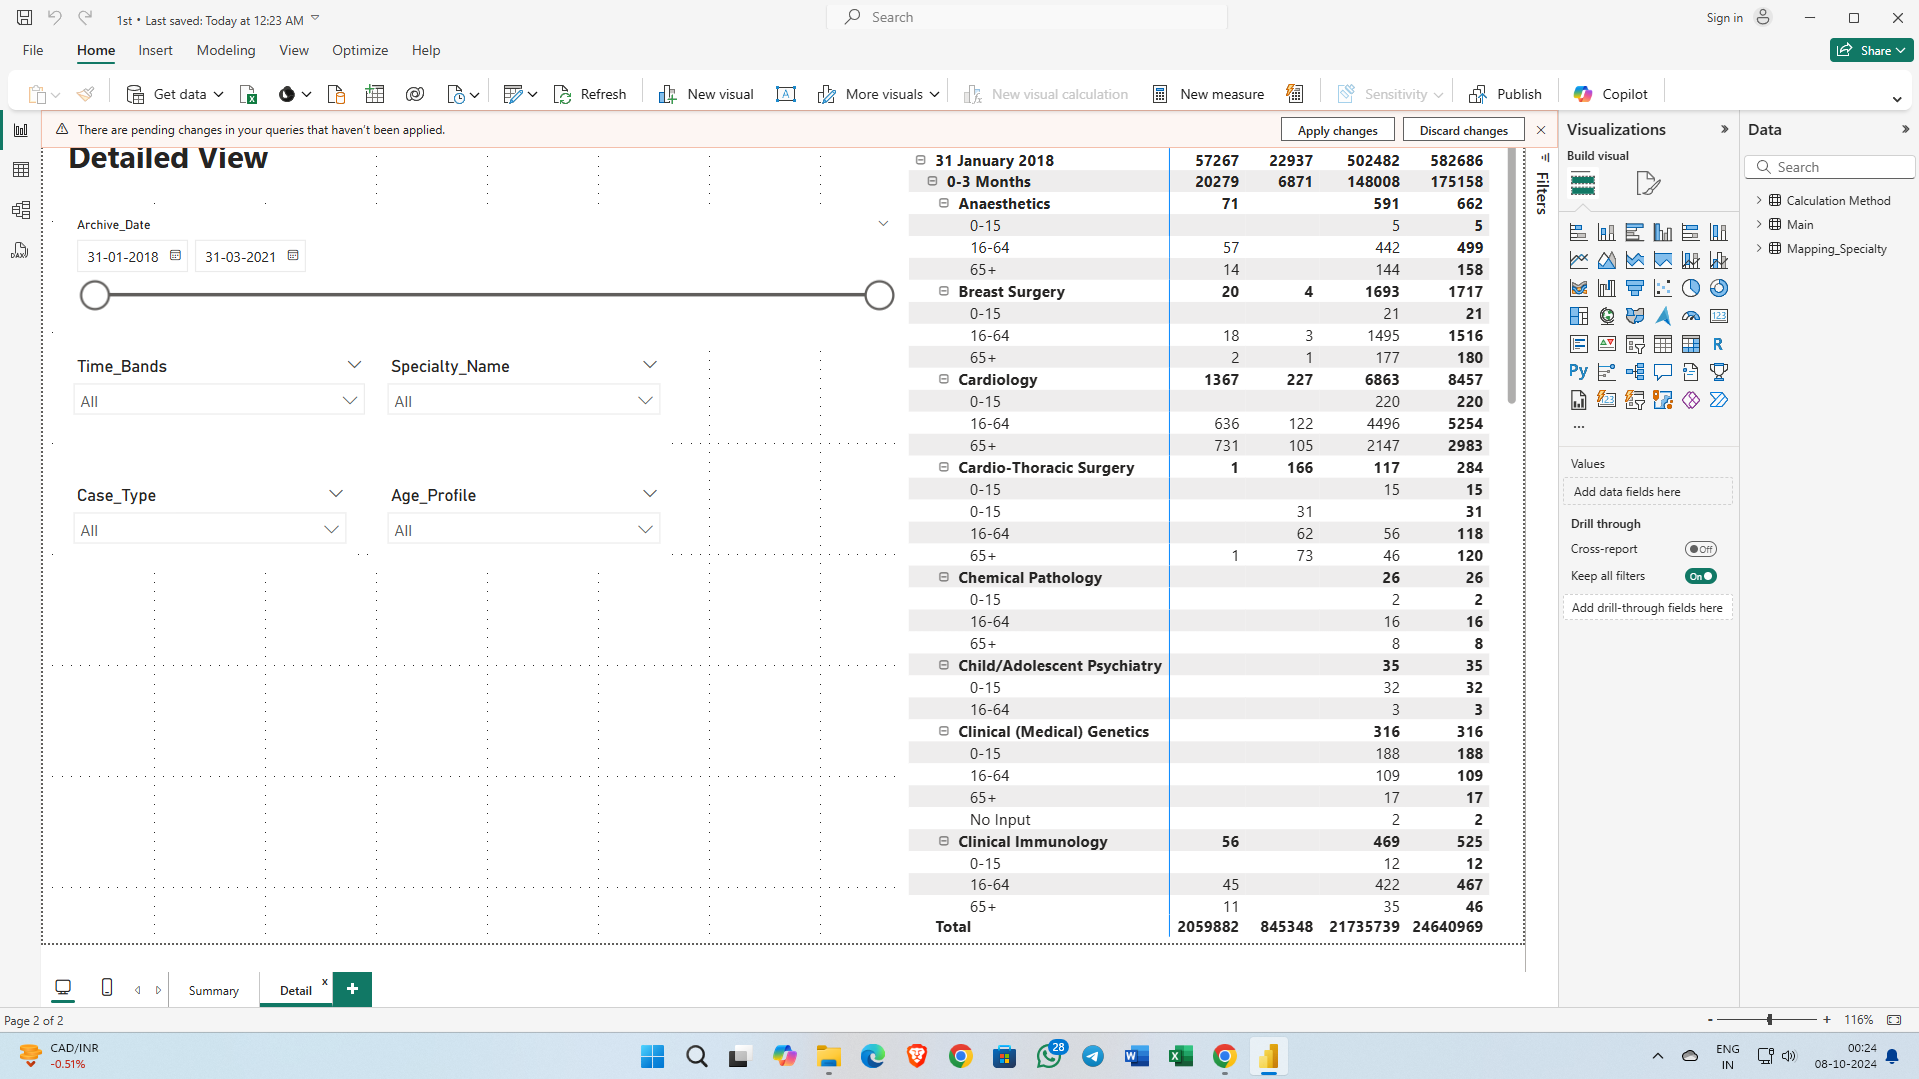 1st • Last saved: Today at 12:23 AM
Search
Sign in
File Home Insert Modeling View Optimize Help
Share
Get data
Refresh
New visual
More visuals
New visual calculation
New measure
Sensitivity
Publish
Copilot
There are pending changes in your queries that haven't been applied.
Apply changes
Discard changes
Detailed View
Archive_Date
31-01-2018 31-03-2021
Time_Bands Specialty_Name
All All
Case_Type Age_Profile
All All
31 January 2018 57267 22937 502482 582686
0-3 Months 20279 6871 148008 175158
Anaesthetics 71 591 662
0-15 5 5
16-64 57 442 499
65+ 14 144 158
Breast Surgery 20 4 1693 1717
0-15 21 21
16-64 18 3 1495 1516
65+ 2 1 177 180
Cardiology 1367 227 6863 8457
0-15 220 220
16-64 636 122 4496 5254
65+ 731 105 2147 2983
Cardio-Thoracic Surgery 1 166 117 284
0-15 15 15
0-15 31 31
16-64 62 56 118
65+ 1 73 46 120
Chemical Pathology 26 26
0-15 2 2
16-64 16 16
65+ 8 8
Child/Adolescent Psychiatry 35 35
0-15 32 32
16-64 3 3
Clinical (Medical) Genetics 316 316
0-15 188 188
16-64 109 109
65+ 17 17
No Input 2 2
Clinical Immunology 56 469 525
0-15 12 12
16-64 45 422 467
65+ 11 35 46
Total 2059882 845348 21735739 24640969
Filters
Visualizations
Build visual
R
Py
123
123
...
Values
Add data fields here
Drill through
Cross-report Off
Keep all filters On
Add drill-through fields here
Data
Search
Calculation Method
Main
Mapping_Specialty
DAX
Summary
Detail x
+
Page 2 of 2
- + 116%
CAD/INR
-0.51%
28
ENG
IN
00:24
08-10-2024